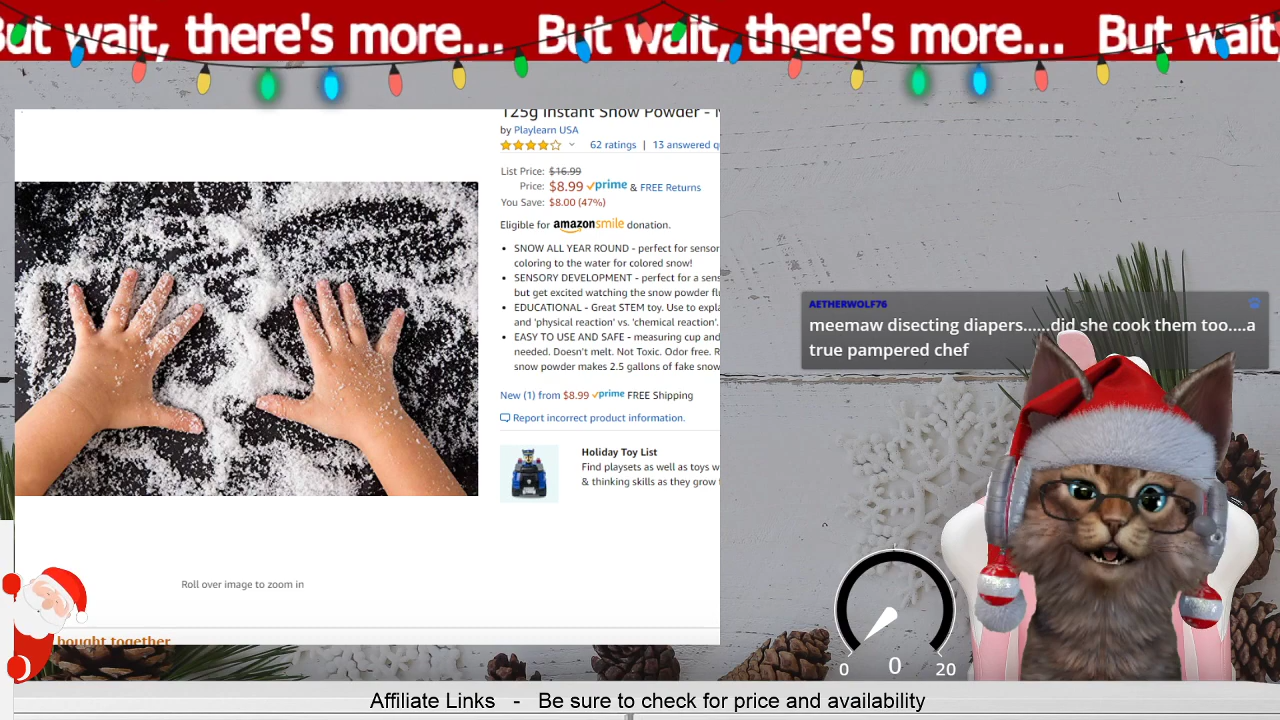 But wait, there's more... But wait, there's more... But wait
125g Instant Snow Powder -
by Playlearn USA
62 ratings | 13 answered q
List Price: $16.99
Price: $8.99 prime & FREE Returns
You Save: $8.00 (47%)
Eligible for amazonsmile donation.
SNOW ALL YEAR ROUND - perfect for sensor
coloring to the water for colored snow!
SENSORY DEVELOPMENT - perfect for a sens
but get excited watching the snow powder flu
EDUCATIONAL - Great STEM toy. Use to expla
and 'physical reaction' vs. 'chemical reaction'.
EASY TO USE AND SAFE - measuring cup and
needed. Doesn't melt. Not Toxic. Odor free. R
snow powder makes 2.5 gallons of fake snow
New (1) from $8.99 prime FREE Shipping
Report incorrect product information.
Holiday Toy List
Find playsets as well as toys w
& thinking skills as they grow
Roll over image to zoom in
bought together
AETHERWOLF76
meemaw disecting diapers......did she cook them too....a
true pampered chef
0 0 20
Affiliate Links - Be sure to check for price and availability